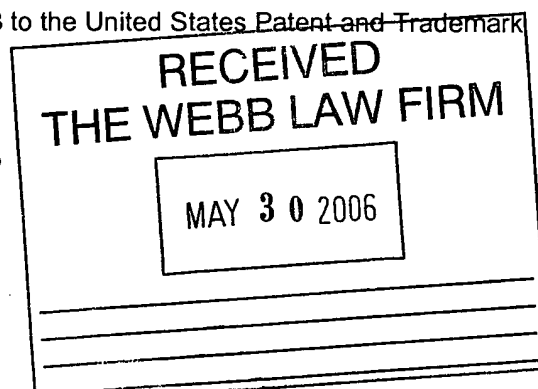 to the United States Patent and Trademark
RECEIVED
THE WEBB LAW FIRM
MAY 30 2006